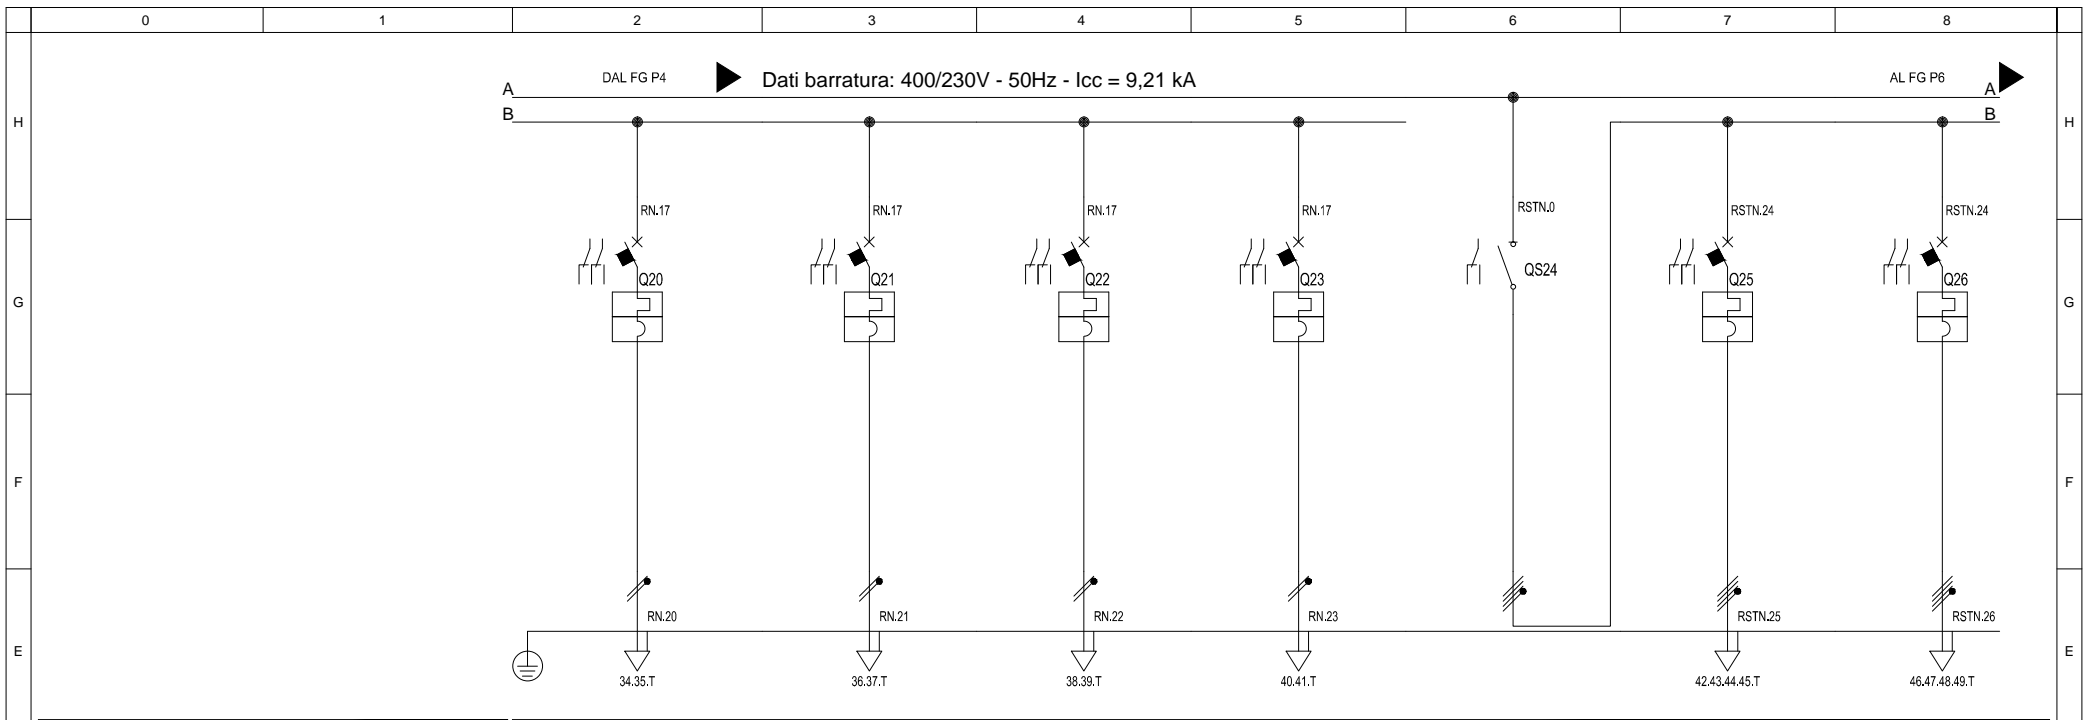 0 1 2 3 4 5 6 7 8
DAL FG P4 Dati barratura: 400/230V - 50Hz - Icc = 9,21 kA AL FG P6
A A
B B
H H
RN.17 RN.17 RN.17 RN.17 RSTN.0 RSTN.24 RSTN.24
QS24
Q20 Q21 Q22 Q23 Q25 Q26
G G
F F
RN.20 RN.21 RN.22 RN.23 RSTN.25 RSTN.26
E E
34.35.T 36.37.T 38.39.T 40.41.T 42.43.44.45.T 46.47.48.49.T